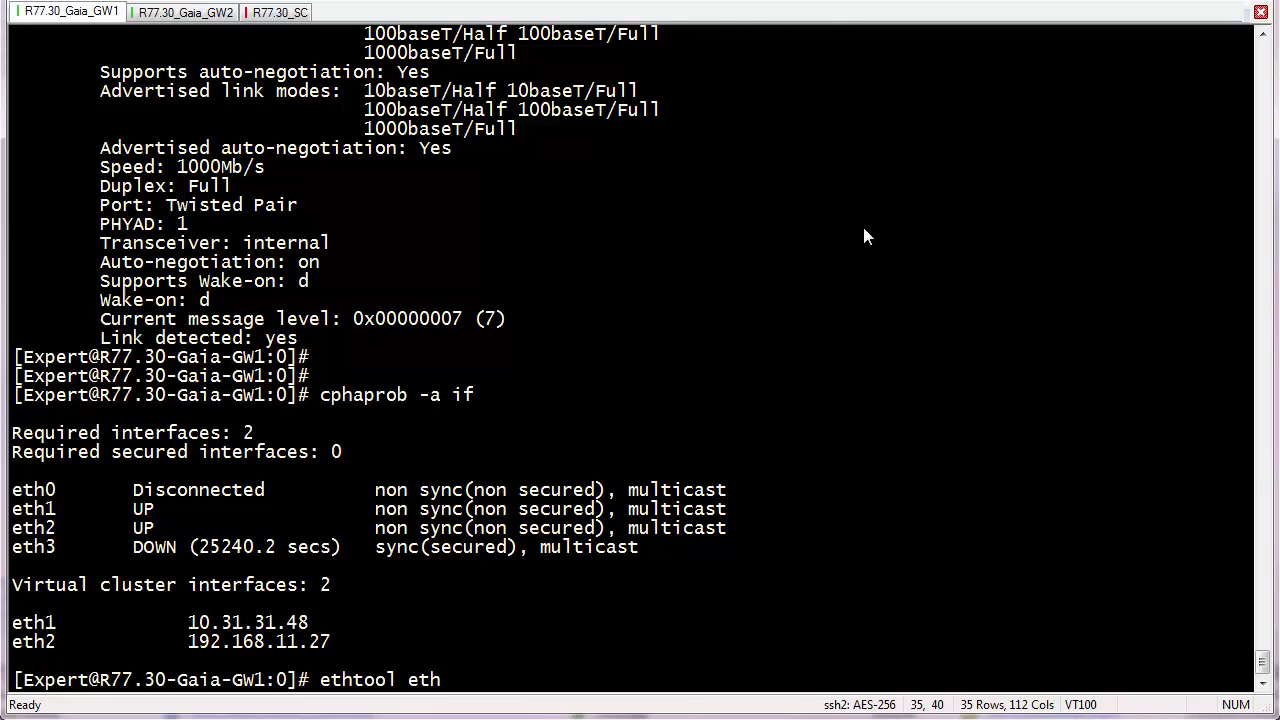 R77.30_Gaia_GW1 R77.30_Gaia_GW2 R77.30_SC
100baseT/Half 100baseT/Full
1000baseT/Full
Supports auto-negotiation: Yes
Advertised link modes: 10baseT/Half 10baseT/Full
100baseT/Half 100baseT/Full
1000baseT/Full
Advertised auto-negotiation: Yes
Speed: 1000Mb/s
Duplex: Full
Port: Twisted Pair
PHYAD: 1
Transceiver: internal
Auto-negotiation: on
Supports Wake-on: d
Wake-on: d
Current message level: 0x00000007 (7)
Link detected: yes
[Expert@R77.30-Gaia-GW1:0]#
[Expert@R77.30-Gaia-GW1:0]#
[Expert@R77.30-Gaia-GW1:0]# cphaprob -a if
Required interfaces: 2
Required secured interfaces: 0
eth0 Disconnected non sync(non secured), multicast
eth1 UP non sync(non secured), multicast
eth2 UP non sync(non secured), multicast
eth3 DOWN (25240.2 secs) sync(secured), multicast
Virtual cluster interfaces: 2
eth1 10.31.31.48
eth2 192.168.11.27
[Expert@R77.30-Gaia-GW1:0]# ethtool eth
Ready ssh2: AES-256 35, 40 35 Rows, 112 Cols VT100 NUM